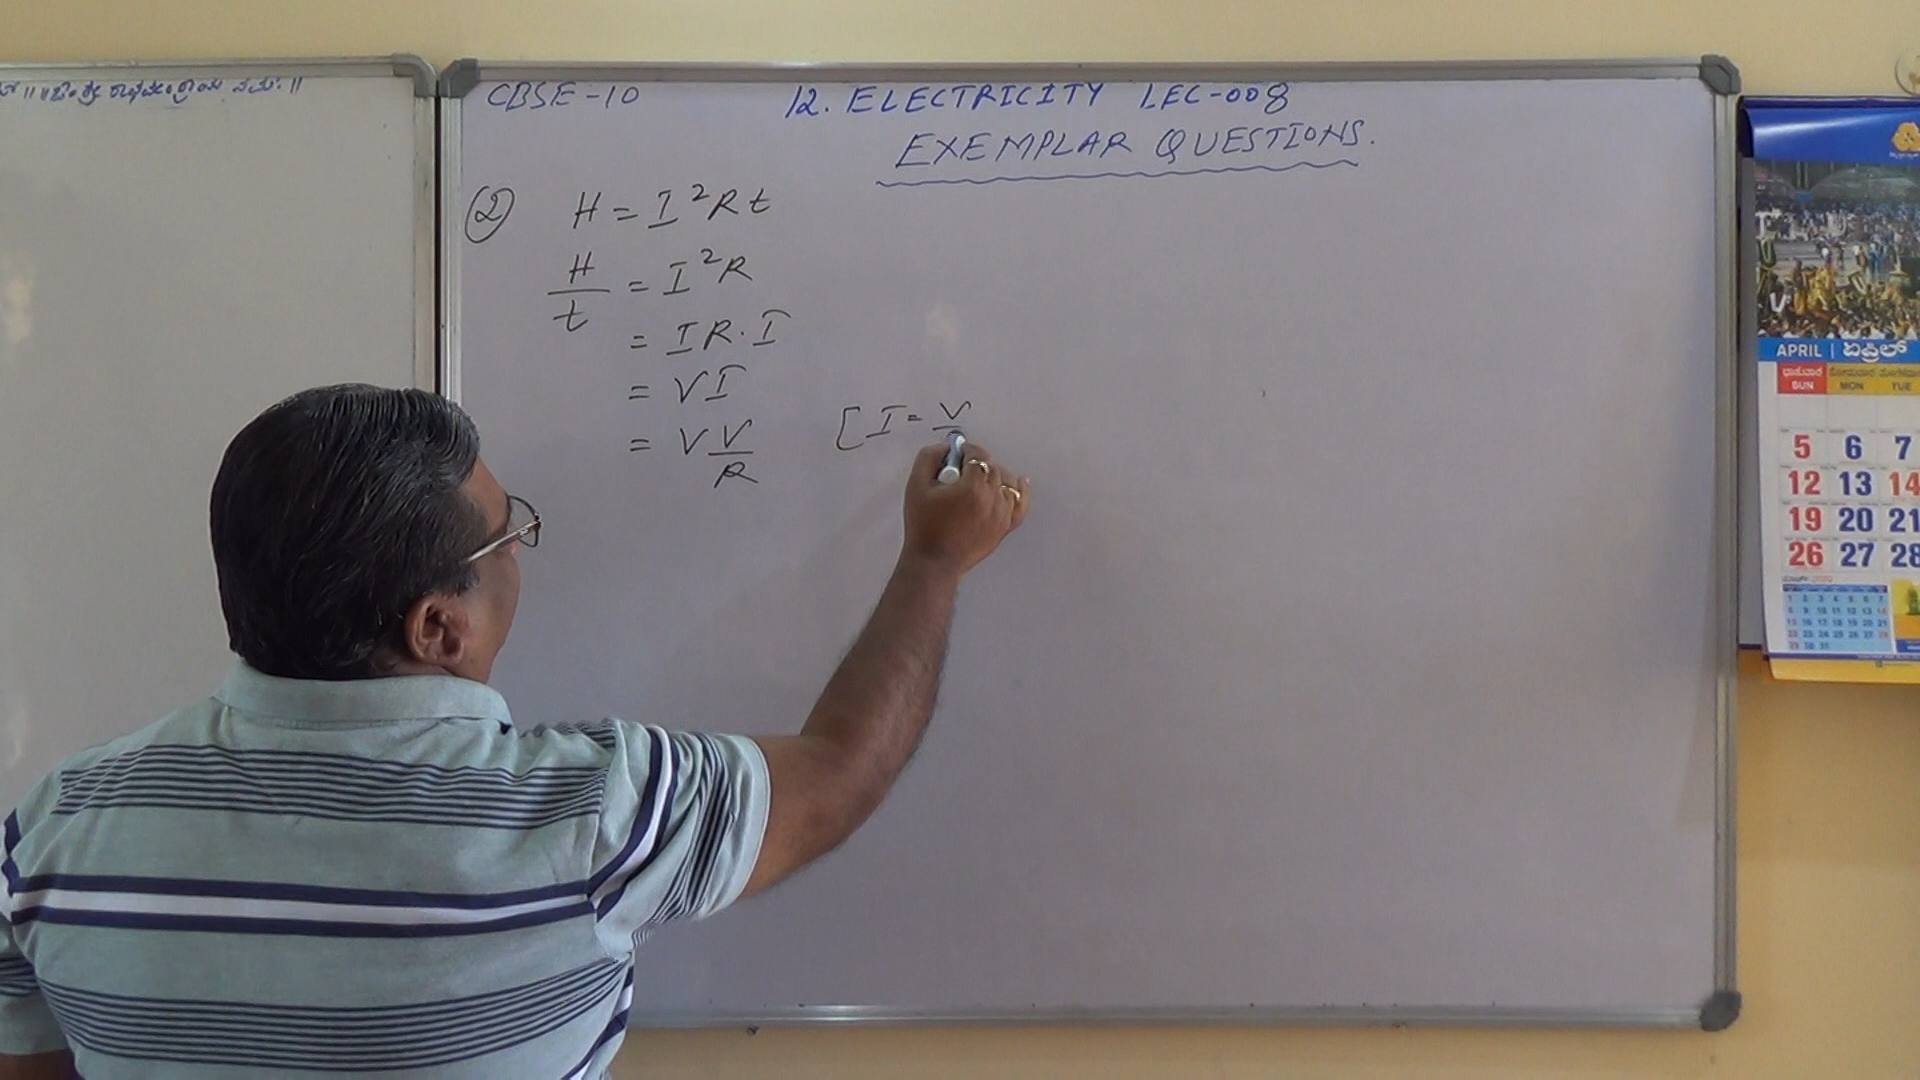 CBSE-10
12. ELECTRICITY LEC-008
EXEMPLAR QUESTIONS.
② H = I²Rt
H/t = I²R
= IR.I
= VI
= V V/R
[I = V
APRIL | ಏಪ್ರಿಲ್
SUN MON TUE
5 6 7
12 13 14
19 20 21
26 27 28